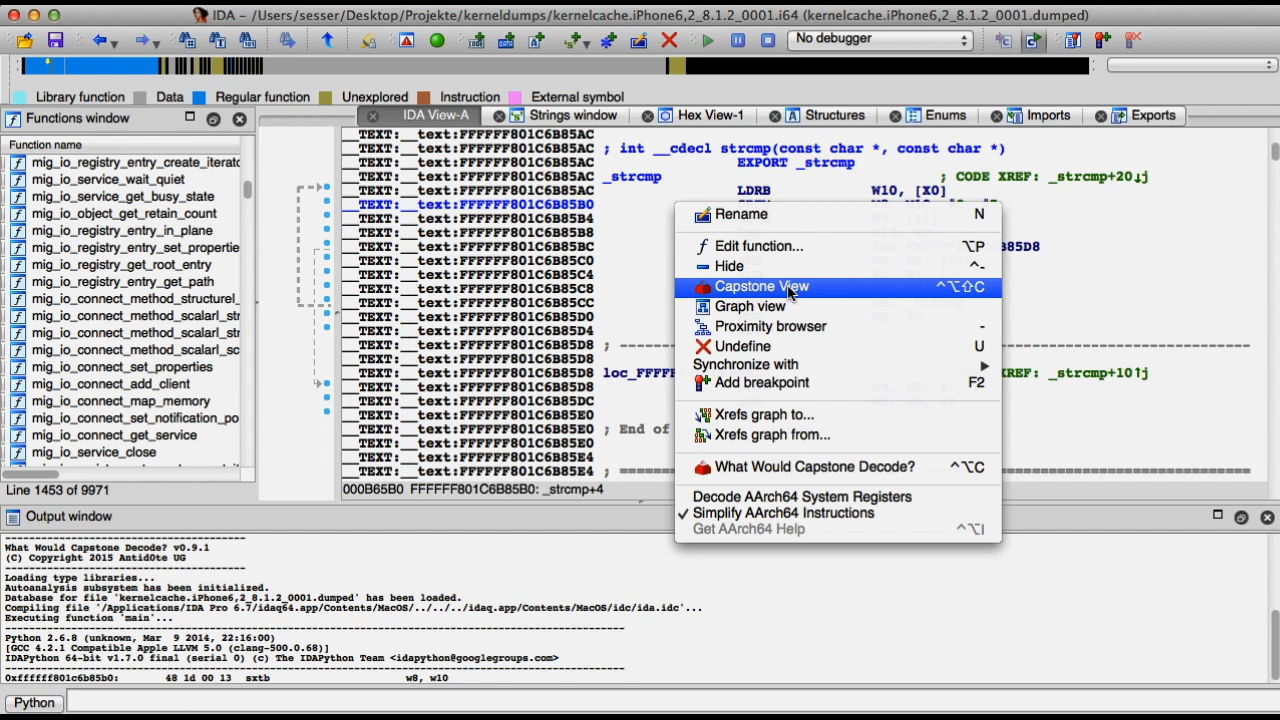 IDA – /Users/sesser/Desktop/Projekte/kerneldumps/kernelcache.iPhone6,2_8.1.2_0001.i64 (kernelcache.iPhone6,2_8.1.2_0001.dumped)
No debugger
Library function Data Regular function Unexplored Instruction External symbol
Functions window
IDA View-A Strings window Hex View-1 Structures Enums Imports Exports
Function name
mig_io_registry_entry_create_iterato
mig_io_service_wait_quiet
mig_io_service_get_busy_state
mig_io_object_get_retain_count
mig_io_registry_entry_in_plane
mig_io_registry_entry_set_propertie
mig_io_registry_get_root_entry
mig_io_registry_entry_get_path
mig_io_connect_method_structurel_
mig_io_connect_method_scalarl_str
mig_io_connect_method_scalarl_str
mig_io_connect_method_scalarl_sc
mig_io_connect_set_properties
mig_io_connect_add_client
mig_io_connect_map_memory
mig_io_connect_set_notification_po
mig_io_connect_get_service
mig_io_service_close
Line 1453 of 9971
__TEXT:__text:FFFFFF801C6B85AC
__TEXT:__text:FFFFFF801C6B85AC ; int __cdecl strcmp(const char *, const char *)
__TEXT:__text:FFFFFF801C6B85AC EXPORT _strcmp
__TEXT:__text:FFFFFF801C6B85AC _strcmp ; CODE XREF: _strcmp+20↓j
__TEXT:__text:FFFFFF801C6B85AC LDRB W10, [X0]
__TEXT:__text:FFFFFF801C6B85B0
__TEXT:__text:FFFFFF801C6B85B4
__TEXT:__text:FFFFFF801C6B85B8
__TEXT:__text:FFFFFF801C6B85BC B85D8
__TEXT:__text:FFFFFF801C6B85C0
__TEXT:__text:FFFFFF801C6B85C4
__TEXT:__text:FFFFFF801C6B85C8
__TEXT:__text:FFFFFF801C6B85CC
__TEXT:__text:FFFFFF801C6B85D0
__TEXT:__text:FFFFFF801C6B85D4
__TEXT:__text:FFFFFF801C6B85D8 ; ------
__TEXT:__text:FFFFFF801C6B85D8
__TEXT:__text:FFFFFF801C6B85D8 loc_FFFF XREF: _strcmp+10↑j
__TEXT:__text:FFFFFF801C6B85D8
__TEXT:__text:FFFFFF801C6B85DC
__TEXT:__text:FFFFFF801C6B85E0
__TEXT:__text:FFFFFF801C6B85E0 ; End of
__TEXT:__text:FFFFFF801C6B85E0
__TEXT:__text:FFFFFF801C6B85E4
__TEXT:__text:FFFFFF801C6B85E4 ; ======
000B65B0 FFFFFF801C6B85B0: _strcmp+4
Rename N
Edit function... ⌥P
Hide ^-
Capstone View ^⌥⇧C
Graph view
Proximity browser -
Undefine U
Synchronize with
Add breakpoint F2
Xrefs graph to...
Xrefs graph from...
What Would Capstone Decode? ^⌥C
Decode AArch64 System Registers
✓ Simplify AArch64 Instructions
Get AArch64 Help ^⌥I
Output window
----------------------------------------
What Would Capstone Decode? v0.9.1
(C) Copyright 2015 Antid0te UG
----------------------------------------
Loading type libraries...
Autoanalysis subsystem has been initialized.
Database for file 'kernelcache.iPhone6,2_8.1.2_0001.dumped' has been loaded.
Compiling file '/Applications/IDA Pro 6.7/idaq64.app/Contents/MacOS/../../../idaq.app/Contents/MacOS/idc/ida.idc'...
Executing function 'main'...
----------------------------------------
Python 2.6.8 (unknown, Mar 9 2014, 22:16:00)
[GCC 4.2.1 Compatible Apple LLVM 5.0 (clang-500.0.68)]
IDAPython 64-bit v1.7.0 final (serial 0) (c) The IDAPython Team <idapython@googlegroups.com>
----------------------------------------
0xffffff801c6b85b0: 48 1d 00 13 sxtb w8, w10
Python